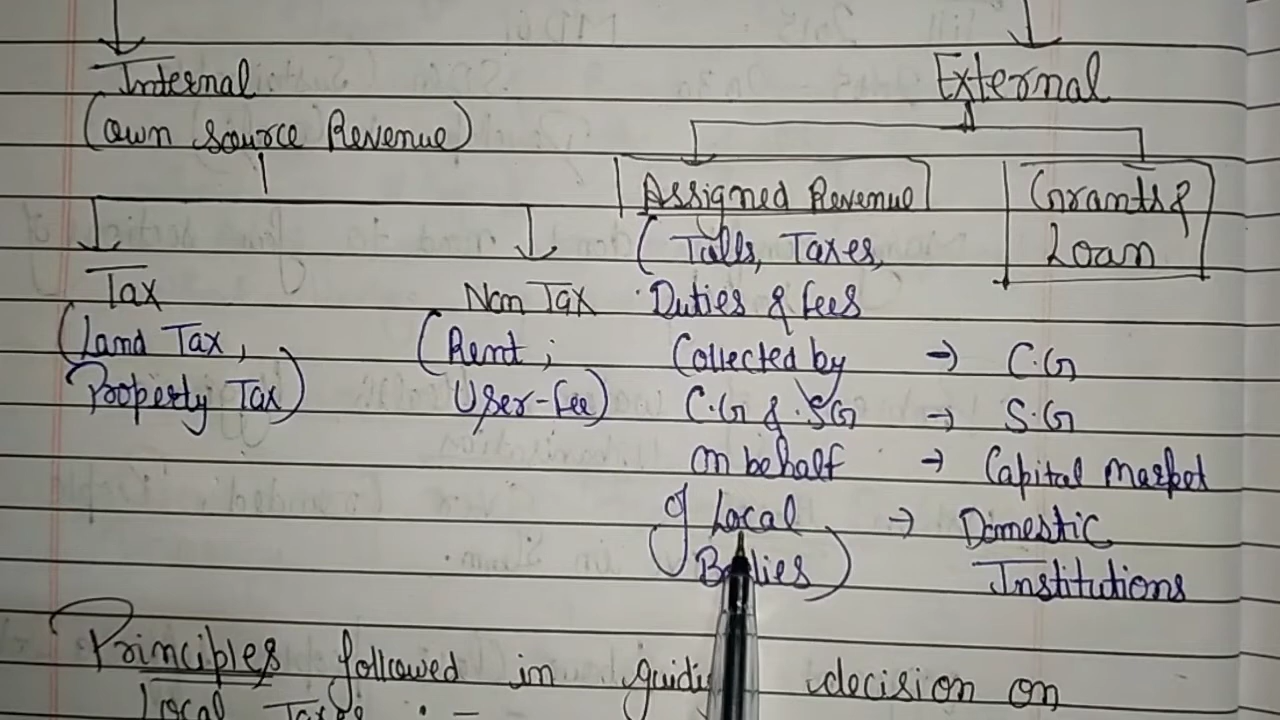 Internal
(own source Revenue)
Tax
(Land Tax,
Property Tax)
Non Tax
(Rent,
User-Fee)
External
Assigned Revenue
(Tolls, Taxes,
Duties & Fees
Collected by
C.G & SG
on behalf
of Local
Bodies)
Grants &
Loan
→ C.G
→ S.G
→ Capital Market
→ Domestic
Institutions
Principles followed in decision on
Local